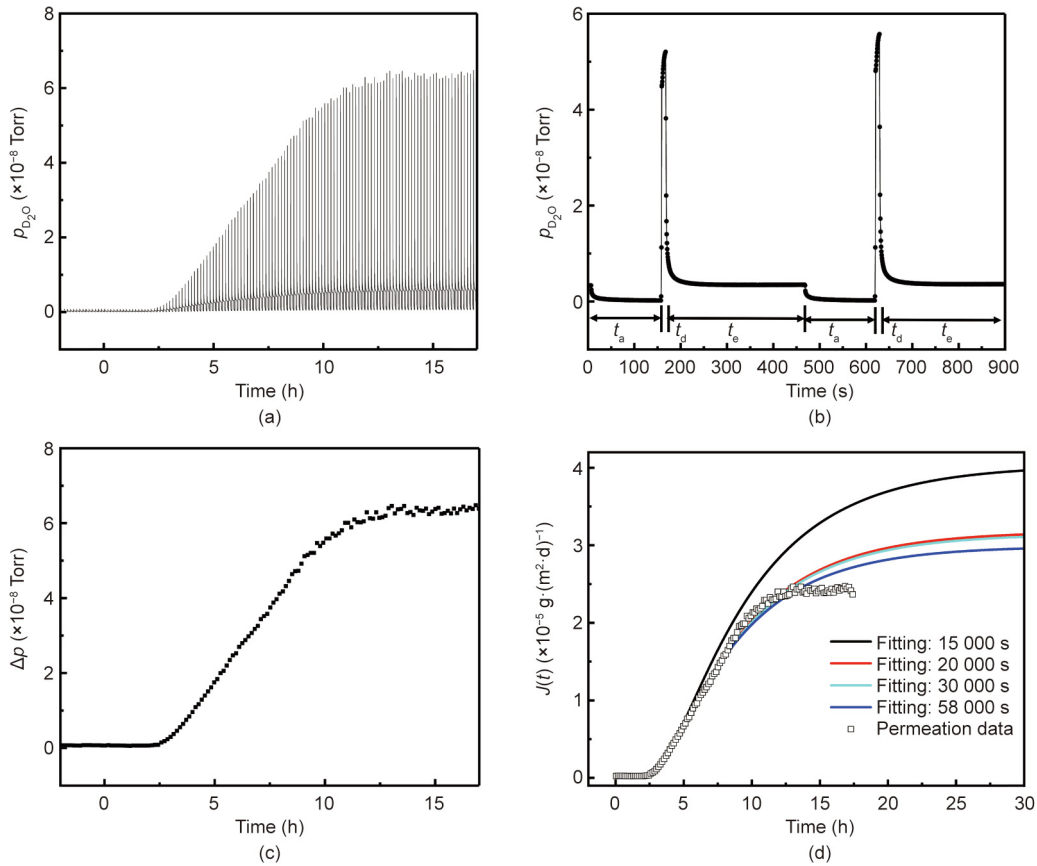 8
6
4
2
0
p_D₂O (×10⁻⁸ Torr)
0 5 10 15
Time (h)
(a)
6
4
2
0
p_D₂O (×10⁻⁸ Torr)
tₐ t_d tₑ tₐ t_d tₑ
0 100 200 300 400 500 600 700 800 900
Time (s)
(b)
8
6
4
2
0
Δp (×10⁻⁸ Torr)
0 5 10 15
Time (h)
(c)
4
3
2
1
0
J(t) (×10⁻⁵ g·(m²·d)⁻¹)
Fitting: 15 000 s
Fitting: 20 000 s
Fitting: 30 000 s
Fitting: 58 000 s
Permeation data
0 5 10 15 20 25 30
Time (h)
(d)